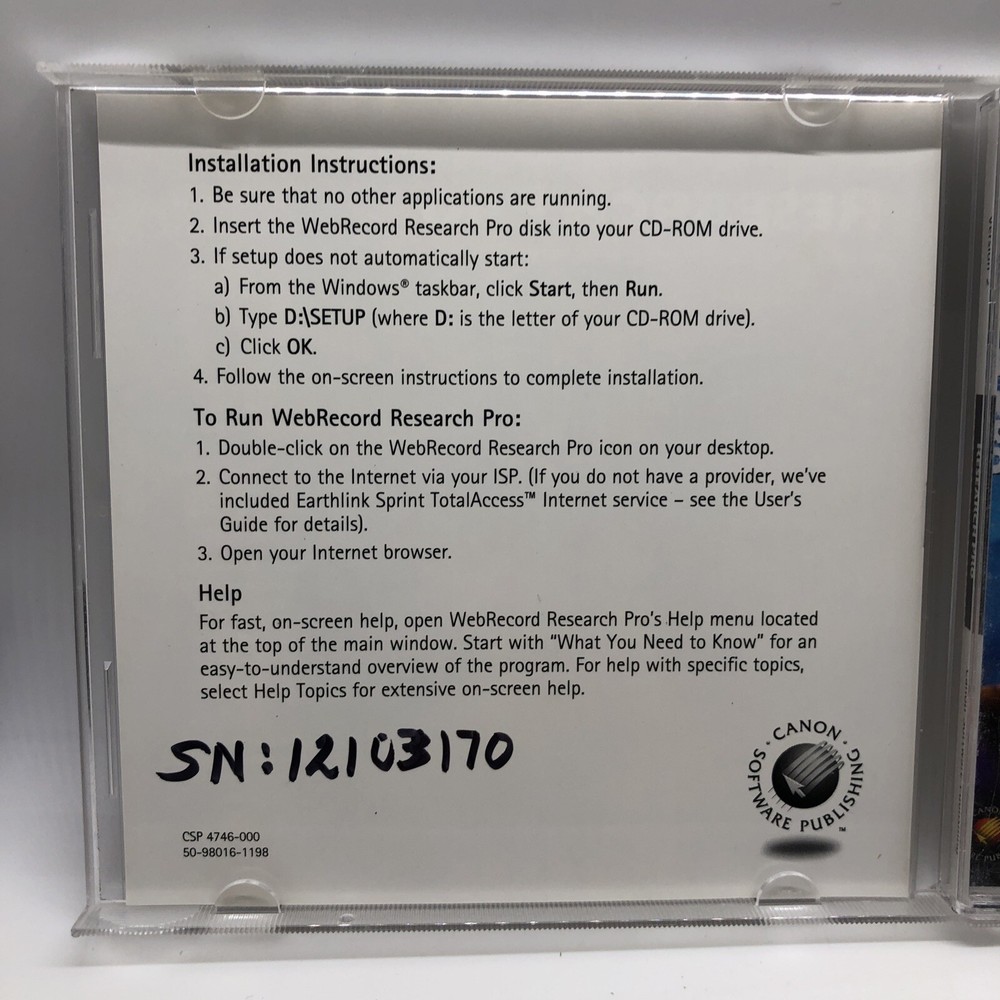 Installation Instructions:
1. Be sure that no other applications are running.
2. Insert the WebRecord Research Pro disk into your CD-ROM drive.
3. If setup does not automatically start:
a) From the Windows® taskbar, click Start, then Run.
b) Type D:\SETUP (where D: is the letter of your CD-ROM drive).
c) Click OK.
4. Follow the on-screen instructions to complete installation.
To Run WebRecord Research Pro:
1. Double-click on the WebRecord Research Pro icon on your desktop.
2. Connect to the Internet via your ISP. (If you do not have a provider, we've
included Earthlink Sprint TotalAccess™ Internet service – see the User's
Guide for details).
3. Open your Internet browser.
Help
For fast, on-screen help, open WebRecord Research Pro's Help menu located
at the top of the main window. Start with "What You Need to Know" for an
easy-to-understand overview of the program. For help with specific topics,
select Help Topics for extensive on-screen help.
SN:12103170
· CANON ·
SOFTWARE PUBLISHING™
CSP 4746-000
50-98016-1198